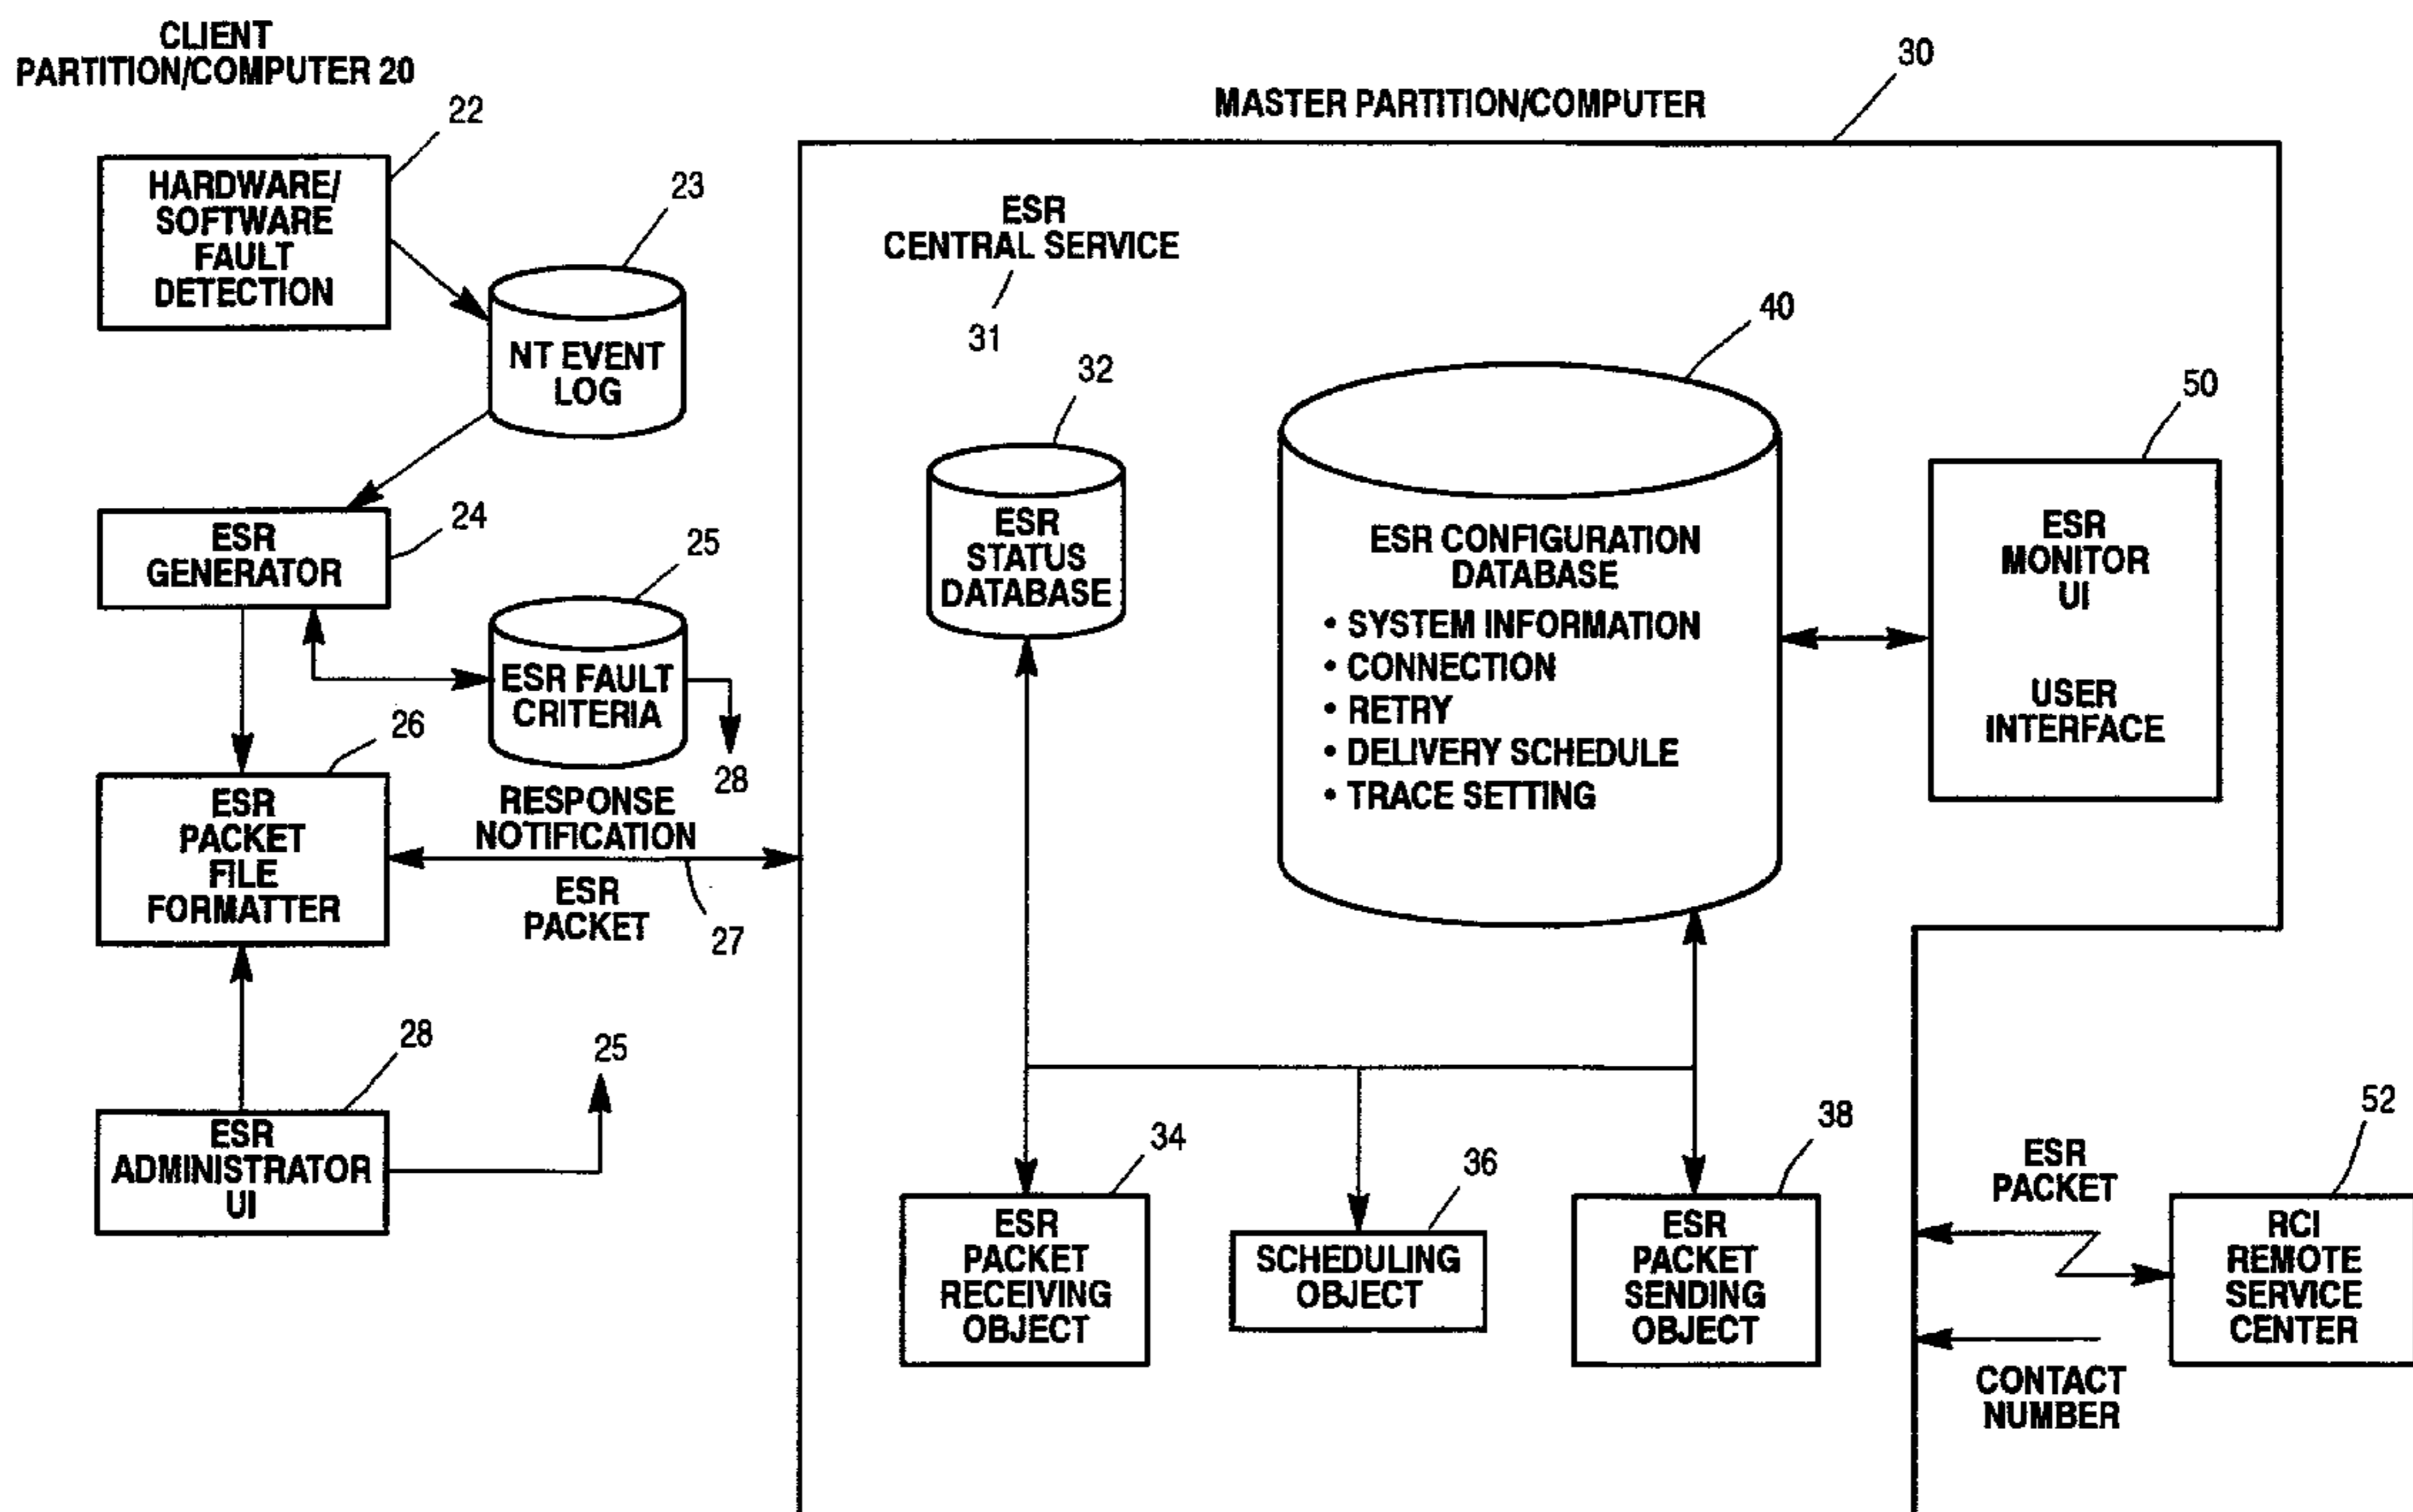 CLIENT
PARTITION/COMPUTER 20
22
HARDWARE/
SOFTWARE
FAULT
DETECTION
23
NT EVENT
LOG
ESR
GENERATOR
24
25
ESR FAULT
CRITERIA
28
26
ESR
PACKET
FILE
FORMATTER
RESPONSE
NOTIFICATION
ESR
PACKET
27
28
ESR
ADMINISTRATOR
UI
25
MASTER PARTITION/COMPUTER
30
ESR
CENTRAL SERVICE
31
32
ESR
STATUS
DATABASE
40
ESR CONFIGURATION
DATABASE
• SYSTEM INFORMATION
• CONNECTION
• RETRY
• DELIVERY SCHEDULE
• TRACE SETTING
50
ESR
MONITOR
UI
USER
INTERFACE
34
ESR
PACKET
RECEIVING
OBJECT
36
SCHEDULING
OBJECT
38
ESR
PACKET
SENDING
OBJECT
ESR
PACKET
CONTACT
NUMBER
52
RCI
REMOTE
SERVICE
CENTER